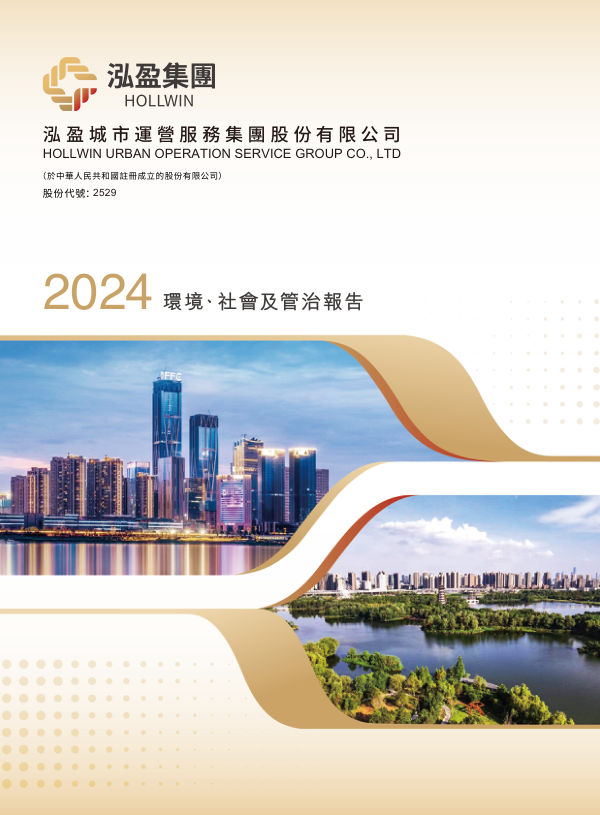 泓盈集團
HOLLWIN
泓盈城市運營服務集團股份有限公司
HOLLWIN URBAN OPERATION SERVICE GROUP CO., LTD
（於中華人民共和國註冊成立的股份有限公司）
股份代號：2529
2024 環境、社會及管治報告
IFFC